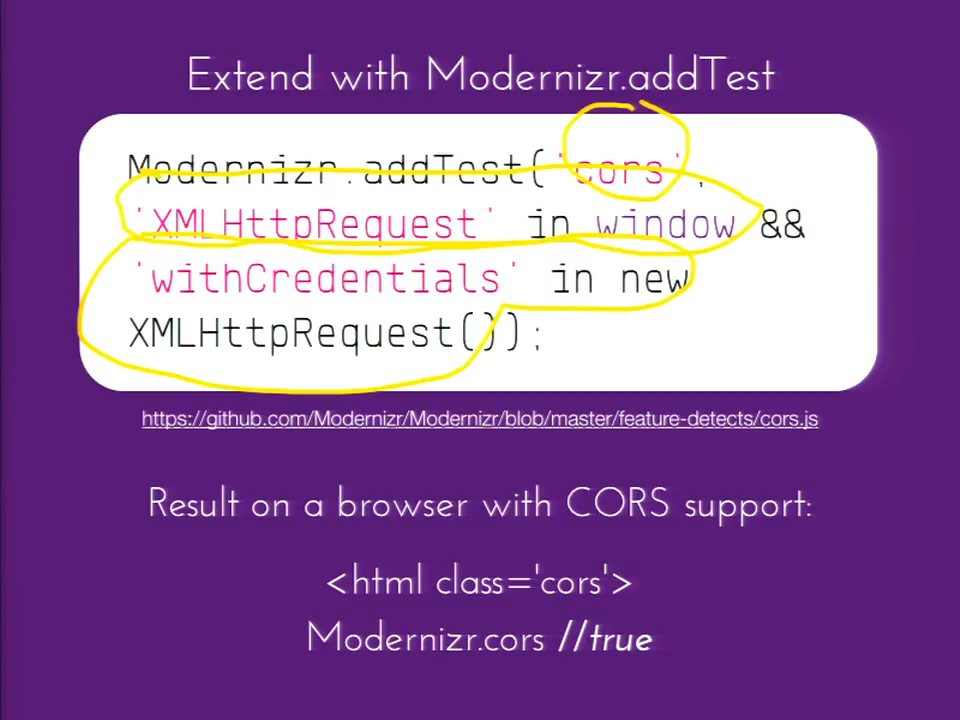 Extend with Modernizr.addTest
Modernizr.addTest('cors',
'XMLHttpRequest' in window &&
'withCredentials' in new
XMLHttpRequest());
https://github.com/Modernizr/Modernizr/blob/master/feature-detects/cors.js
Result on a browser with CORS support:
<html class='cors'>
Modernizr.cors //true